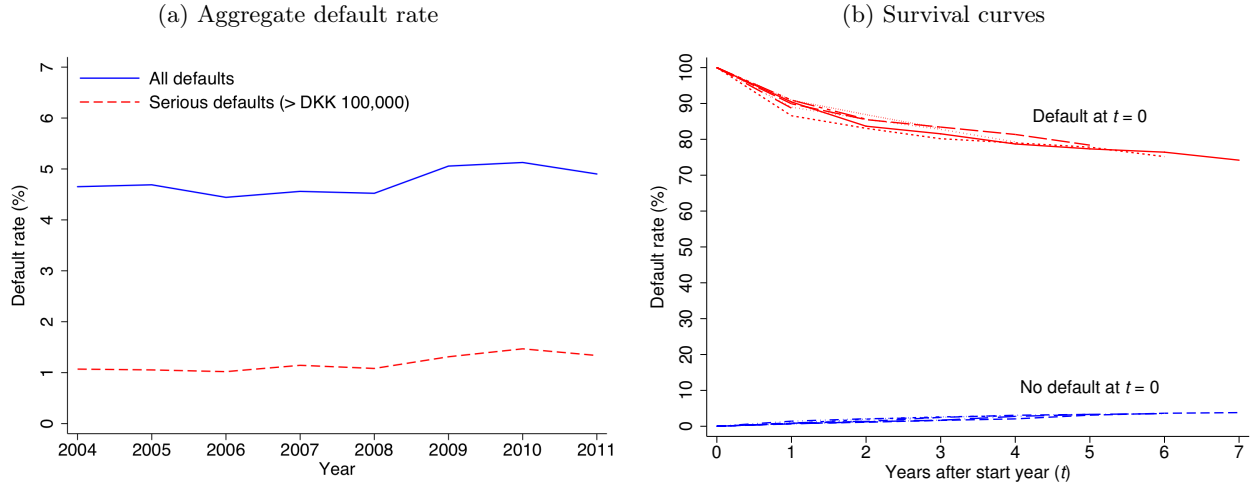 (a) Aggregate default rate
7
6
5
4
3
2
1
0
Default rate (%)
All defaults
Serious defaults (> DKK 100,000)
2004 2005 2006 2007 2008 2009 2010 2011
Year
(b) Survival curves
100
90
80
70
60
50
40
30
20
10
0
Default rate (%)
Default at t = 0
No default at t = 0
0 1 2 3 4 5 6 7
Years after start year (t)